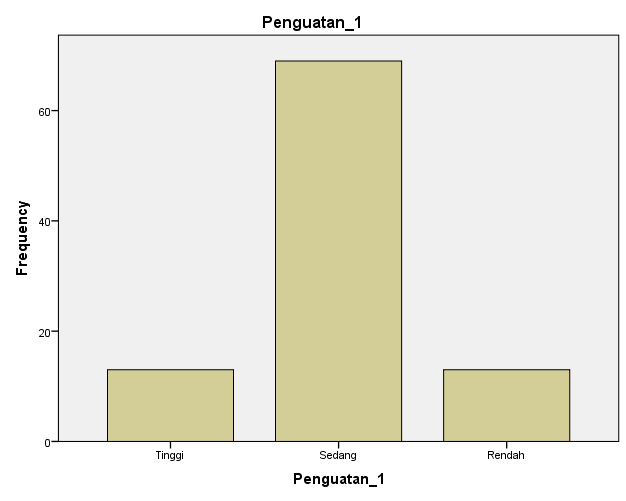 Penguatan_1
Frequency
60
40
20
0
Tinggi
Sedang
Rendah
Penguatan_1